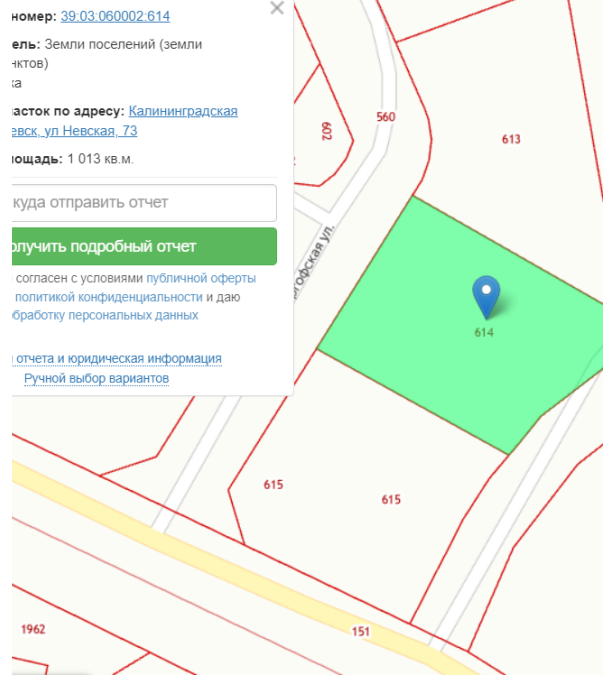 номер: 39:03:060002:614
ель: Земли поселений (земли
нктов)
ка
асток по адресу: Калининградская
евск, ул Невская, 73
ощадь: 1 013 кв.м.
куда отправить отчет
олучить подробный отчет
согласен с условиями публичной оферты
политикой конфиденциальности и даю
обработку персональных данных
отчета и юридическая информация
Ручной выбор вариантов
602
560
613
гофская ул.
614
615
615
1962
151